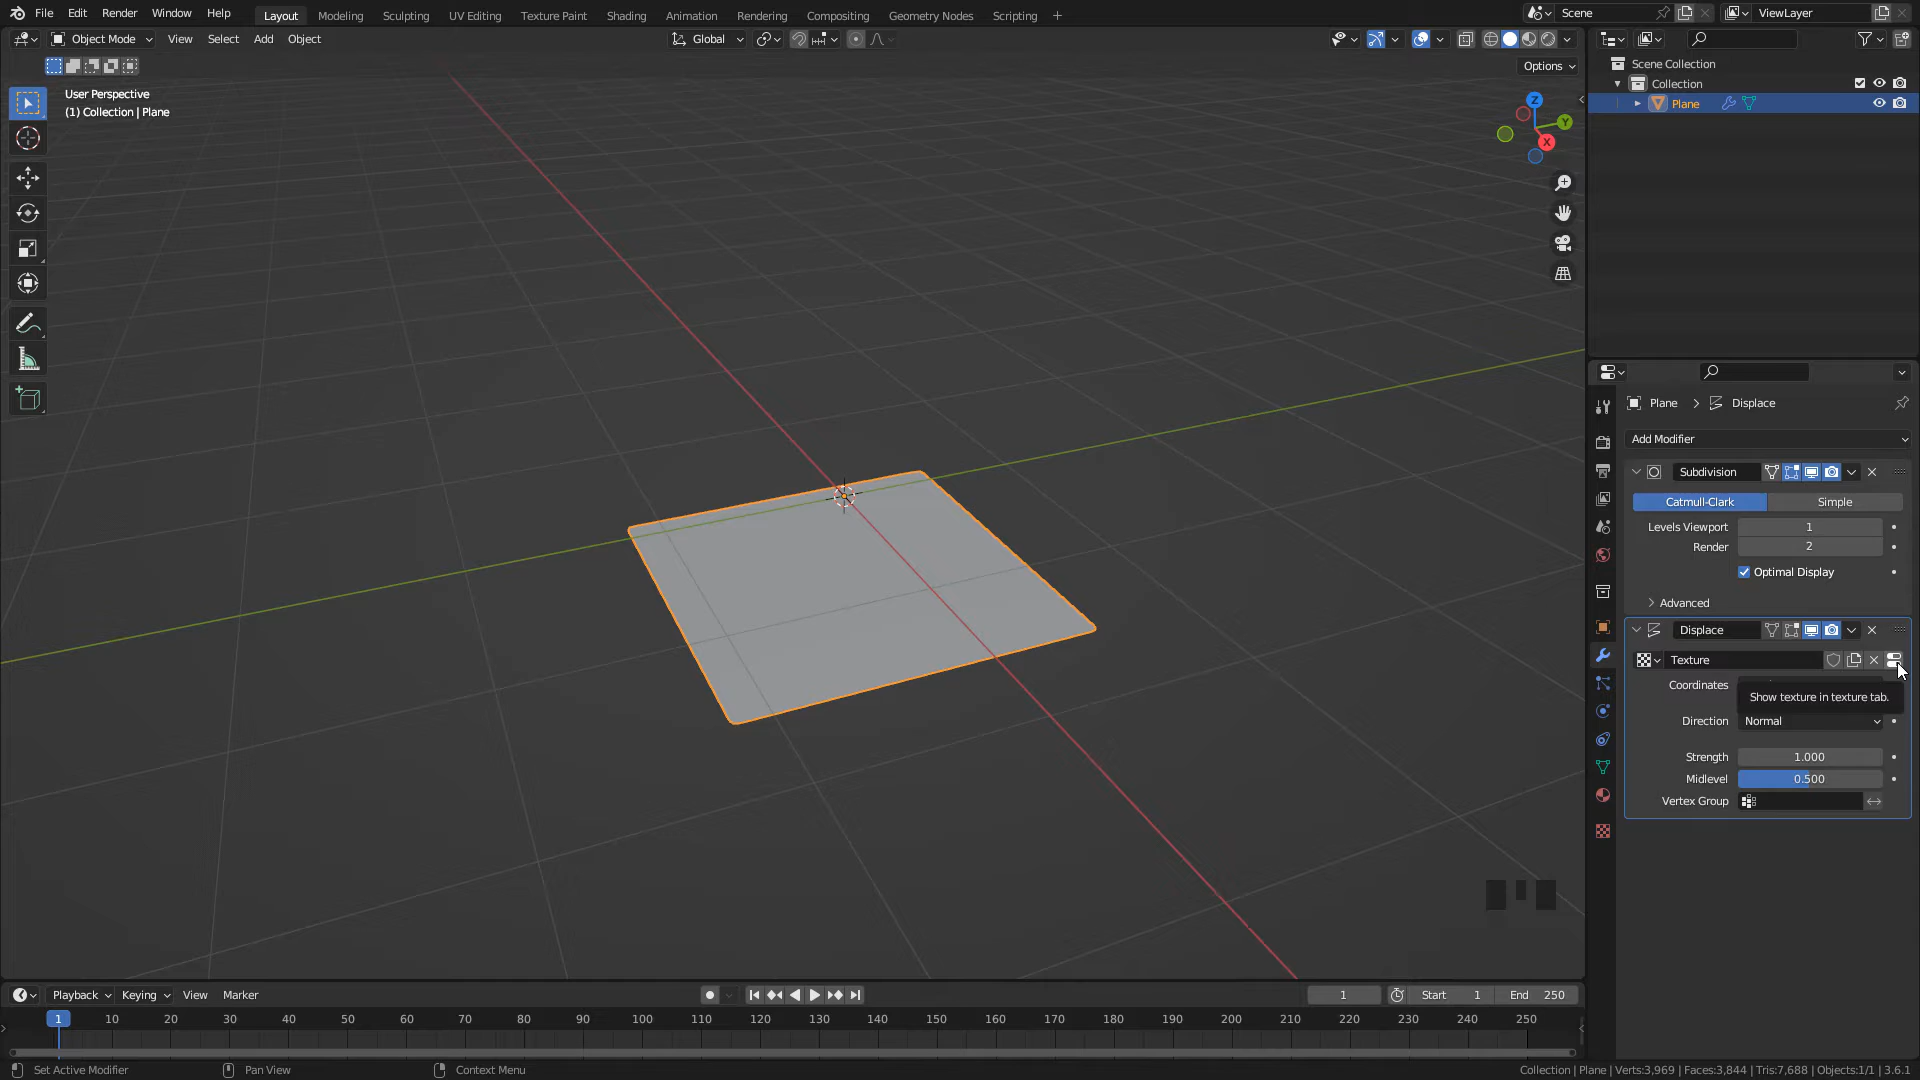 File Edit Render Window Help Layout Modeling Sculpting UV Editing Texture Paint Shading Animation Rendering Compositing Geometry Nodes Scripting + Scene ViewLayer
Object Mode View Select Add Object Global
Options
User Perspective
(1) Collection | Plane
Z
Y
X
Scene Collection
Collection
Plane
Plane > Displace
Add Modifier
Subdivision
Catmull-Clark Simple
Levels Viewport 1
Render 2
Optimal Display
Advanced
Displace
Texture
Coordinates
Show texture in texture tab.
Direction Normal
Strength 1.000
Midlevel 0.500
Vertex Group
Playback Keying View Marker 1 Start 1 End 250
1 10 20 30 40 50 60 70 80 90 100 110 120 130 140 150 160 170 180 190 200 210 220 230 240 250
Set Active Modifier Pan View Context Menu Collection | Plane | Verts:3,969 | Faces:3,844 | Tris:7,688 | Objects:1/1 | 3.6.1